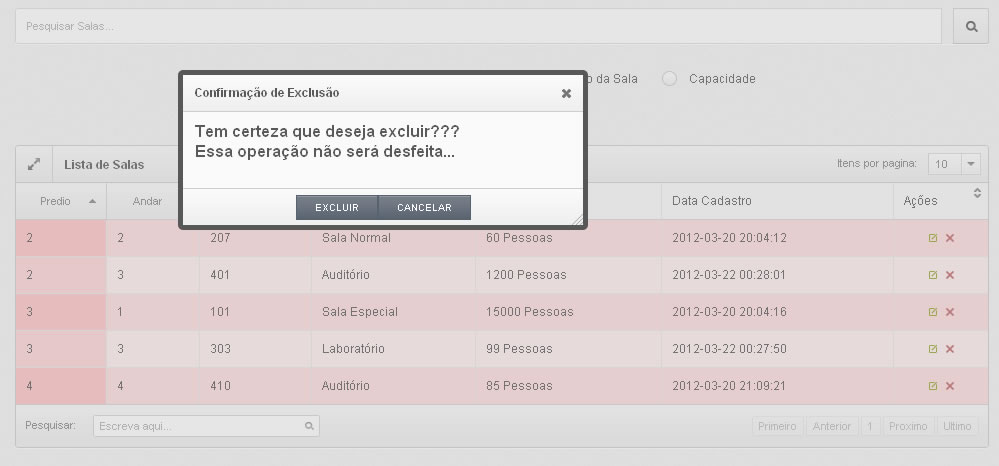 Pesquisar Salas...
o da Sala Capacidade
Confirmação de Exclusão
Tem certeza que deseja excluir???
Essa operação não será desfeita...
EXCLUIR CANCELAR
Lista de Salas Itens por pagina: 10
Predio Andar Data Cadastro Ações
2 2 207 Sala Normal 60 Pessoas 2012-03-20 20:04:12
2 3 401 Auditório 1200 Pessoas 2012-03-22 00:28:01
3 1 101 Sala Especial 15000 Pessoas 2012-03-20 20:04:16
3 3 303 Laboratório 99 Pessoas 2012-03-22 00:27:50
4 4 410 Auditório 85 Pessoas 2012-03-20 21:09:21
Pesquisar: Escreva aqui... Primeiro Anterior 1 Proximo Ultimo